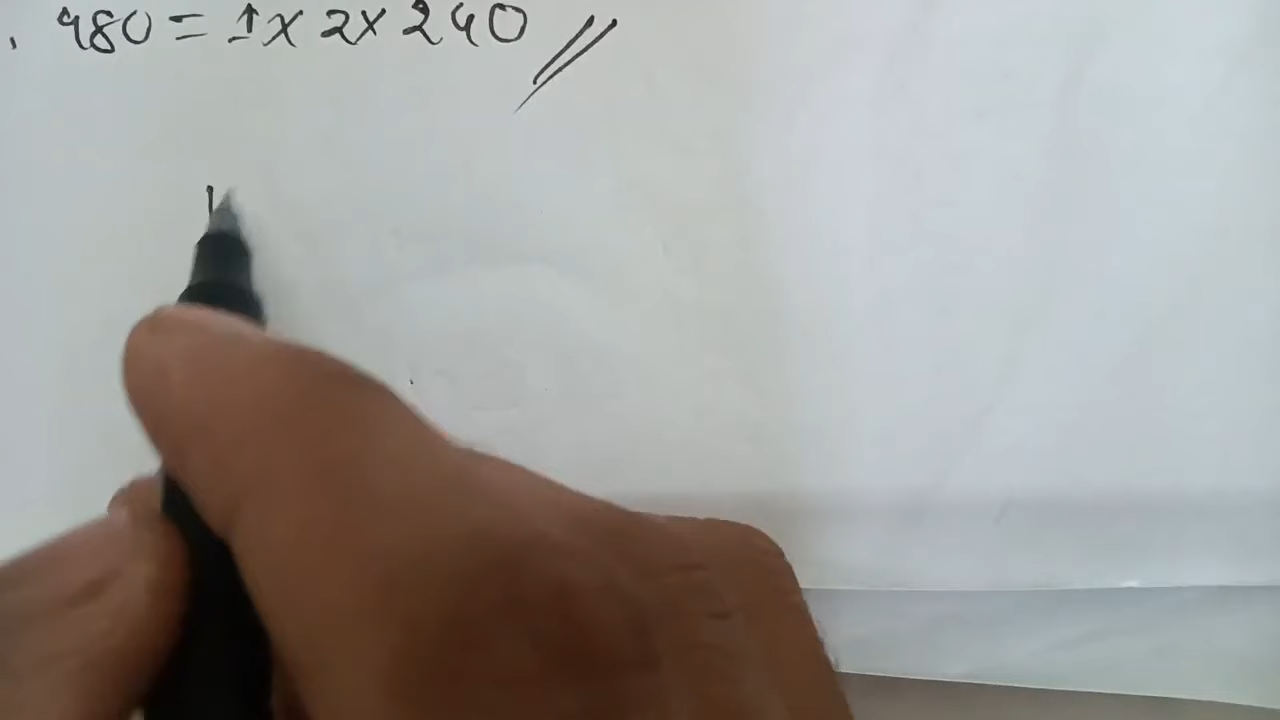 . 480 = 1 x 2 x 240 //